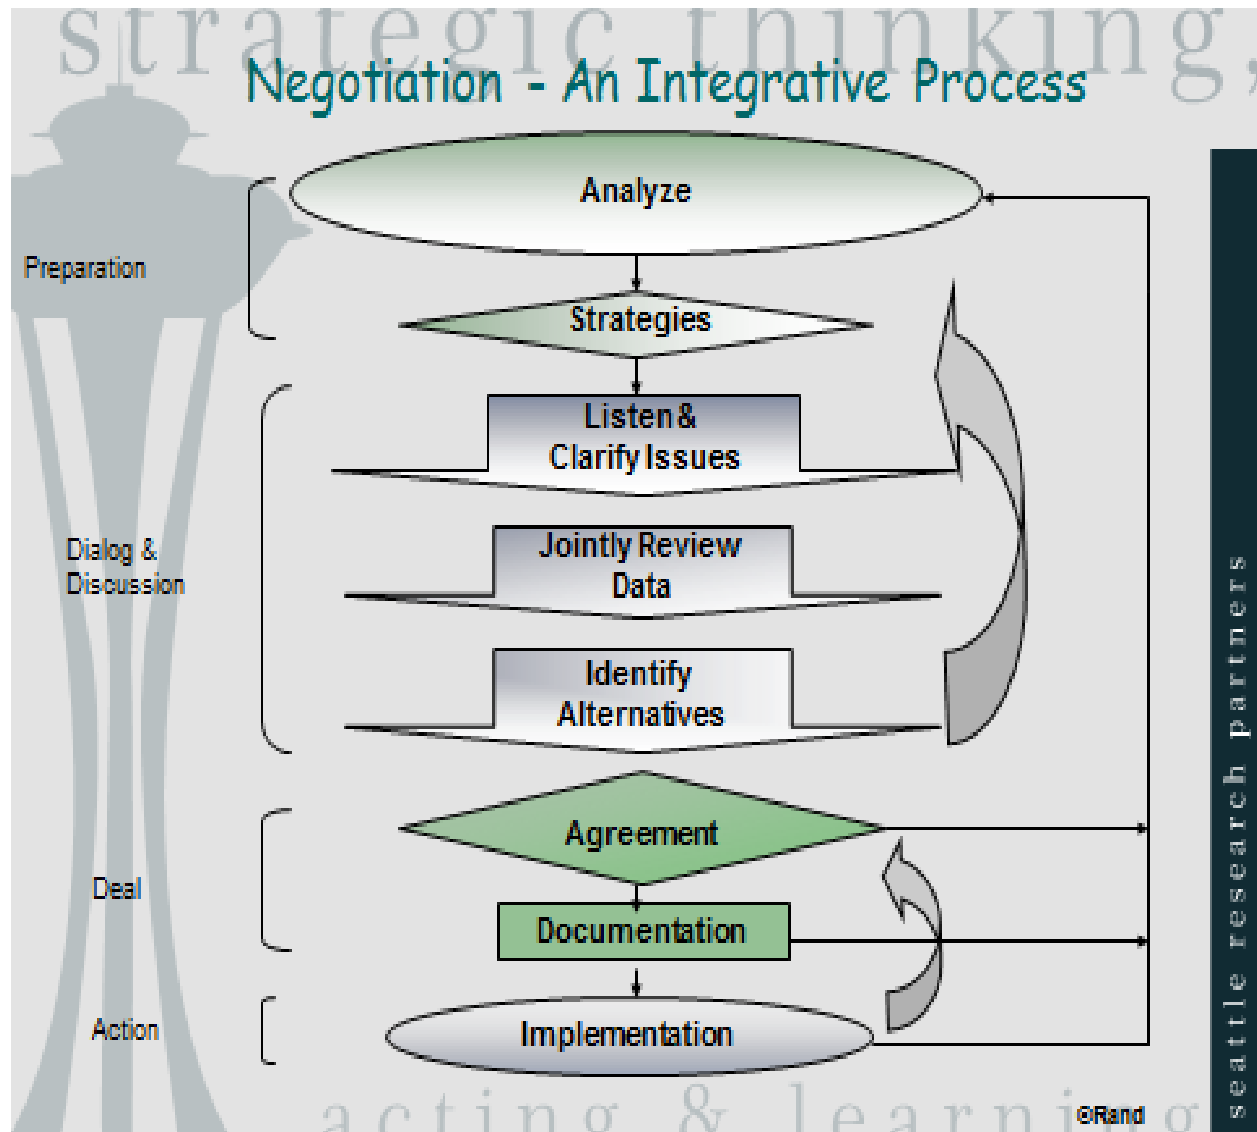 strategic thinking,
Negotiation - An Integrative Process
Analyze
Preparation
Strategies
Listen &
Clarify Issues
Jointly Review
Data
Dialog &
Discussion
Identify
Alternatives
Agreement
Deal
Documentation
Action
Implementation
acting & learning
©Rand
seattle research partners